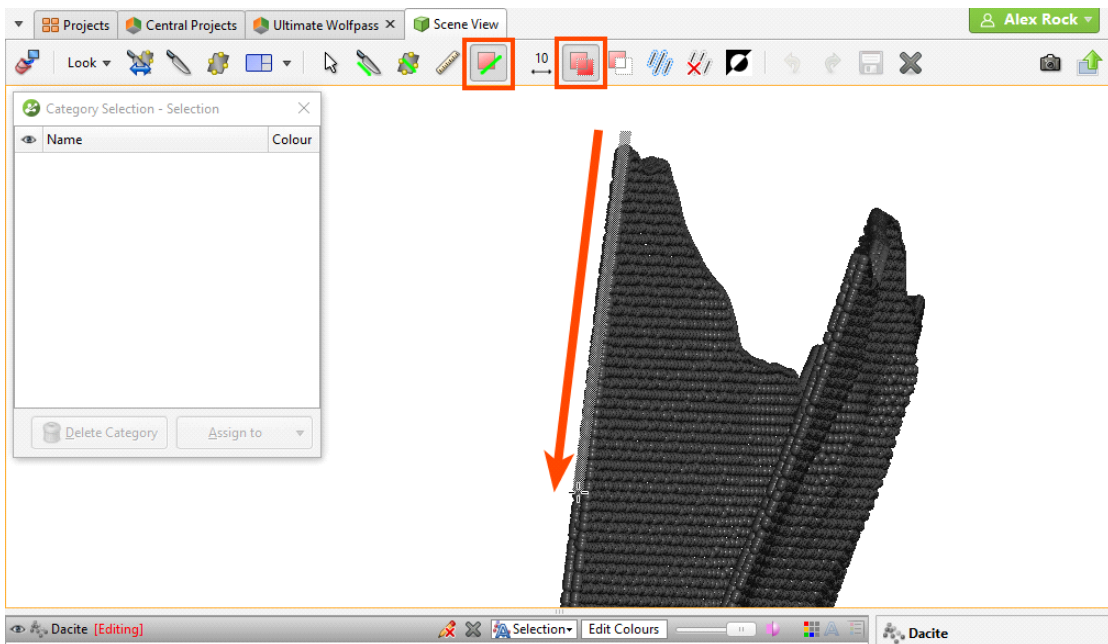 Projects Central Projects Ultimate Wolfpass Scene View Alex Rock
Look 10
Category Selection - Selection
Name Colour
Delete Category Assign to
Dacite [Editing] Selection Edit Colours Dacite